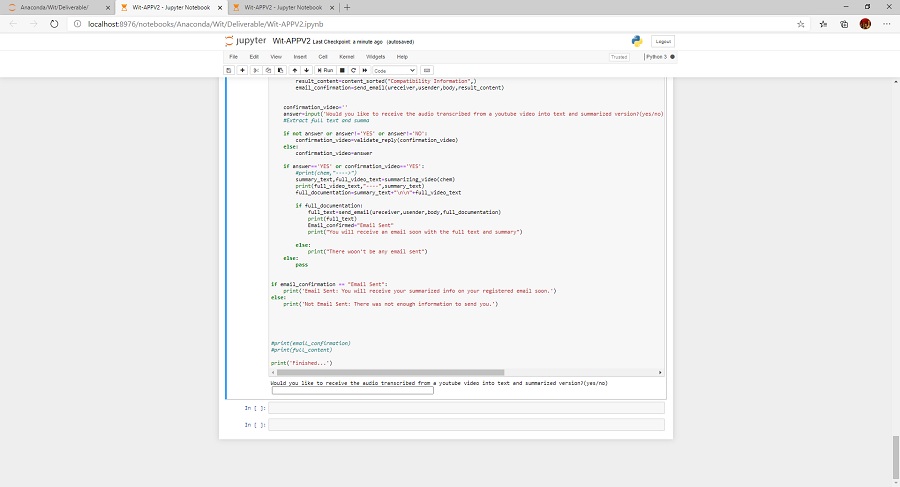 Anaconda/Wit/Deliverable/
Wit-APPV2 - Jupyter Notebook
Wit-APPV2 - Jupyter Notebook
localhost:8976/notebooks/Anaconda/Wit/Deliverable/Wit-APPV2.ipynb
jupyter Wit-APPV2 Last Checkpoint: a minute ago (autosaved)
Logout
File Edit View Insert Cell Kernel Widgets Help
Trusted Python 3
Run Code
result_content=content_sorted("Compatibility Information",)
email_confirmation=send_email(ureceiver,usender,body,result_content)
confirmation_video=''
answer=input('Would you like to receive the audio transcribed from a youtube video into text and summarized version?(yes/no)
#Extract full text and summa
if not answer or answer!='YES' or answer!='NO':
confirmation_video=validate_reply(confirmation_video)
else:
confirmation_video=answer
if answer=='YES' or confirmation_video=='YES':
#print(chem,"---->")
summary_text,full_video_text=summarizing_video(chem)
print(full_video_text,"----",summary_text)
full_documentation=summary_text+"\n\n"+full_video_text
if full_documentation:
full_text=send_email(ureceiver,usender,body,full_documentation)
print(full_text)
Email_confirmed="Email Sent"
print("You will receive an email soon with the full text and summary")
else:
print("There woon't be any email sent")
else:
pass
if email_confirmation == "Email Sent":
print('Email Sent: You will receive your summarized info on your registered email soon.')
else:
print('Not Email Sent: There was not enough information to send you.')
#print(email_confirmation)
#print(full_content)
print('Finished...')
Would you like to receive the audio transcribed from a youtube video into text and summarized version?(yes/no)
In [ ]:
In [ ]: